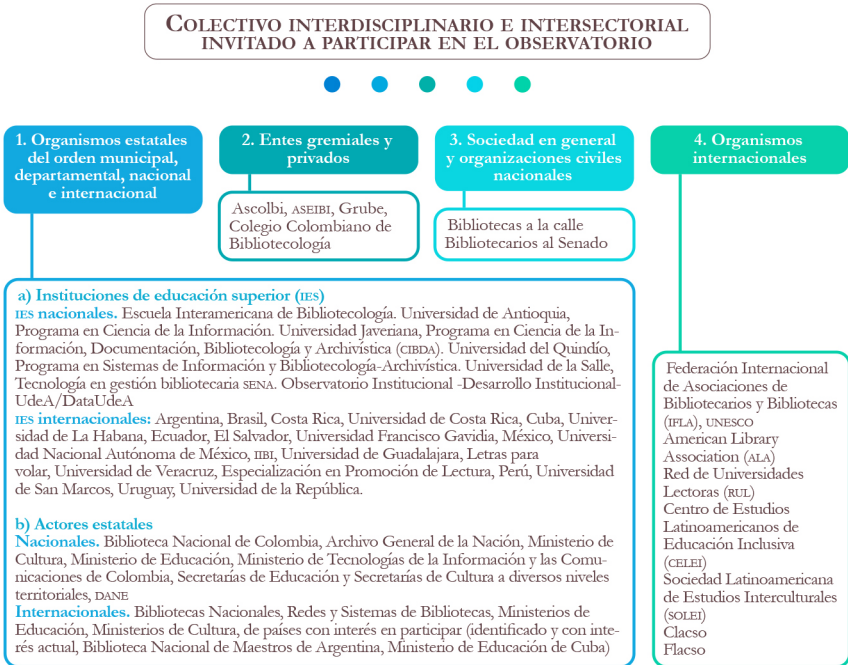 COLECTIVO INTERDISCIPLINARIO E INTERSECTORIAL
INVITADO A PARTICIPAR EN EL OBSERVATORIO
1. Organismos estatales
del orden municipal,
departamental, nacional
e internacional
2. Entes gremiales y
privados
Ascolbi, ASEIBI, Grube,
Colegio Colombiano de
Bibliotecología
3. Sociedad en general
y organizaciones civiles
nacionales
Bibliotecas a la calle
Bibliotecarios al Senado
4. Organismos
internacionales
a) Instituciones de educación superior (IES)
IES nacionales. Escuela Interamericana de Bibliotecología. Universidad de Antioquia,
Programa en Ciencia de la Información. Universidad Javeriana, Programa en Ciencia de la In-
formación, Documentación, Bibliotecología y Archivística (CIBDA). Universidad del Quindío,
Programa en Sistemas de Información y Bibliotecología-Archivística. Universidad de la Salle,
Tecnología en gestión bibliotecaria SENA. Observatorio Institucional -Desarrollo Institucional-
UdeA/DataUdeA
IES internacionales: Argentina, Brasil, Costa Rica, Universidad de Costa Rica, Cuba, Univer-
sidad de La Habana, Ecuador, El Salvador, Universidad Francisco Gavidia, México, Universi-
dad Nacional Autónoma de México, IIBI, Universidad de Guadalajara, Letras para
volar, Universidad de Veracruz, Especialización en Promoción de Lectura, Perú, Universidad
de San Marcos, Uruguay, Universidad de la República.
b) Actores estatales
Nacionales. Biblioteca Nacional de Colombia, Archivo General de la Nación, Ministerio de
Cultura, Ministerio de Educación, Ministerio de Tecnologías de la Información y las Comu-
nicaciones de Colombia, Secretarías de Educación y Secretarías de Cultura a diversos niveles
territoriales, DANE
Internacionales. Bibliotecas Nacionales, Redes y Sistemas de Bibliotecas, Ministerios de
Educación, Ministerios de Cultura, de países con interés en participar (identificado y con inte-
rés actual, Biblioteca Nacional de Maestros de Argentina, Ministerio de Educación de Cuba)
Federación Internacional
de Asociaciones de
Bibliotecarios y Bibliotecas
(IFLA), UNESCO
American Library
Association (ALA)
Red de Universidades
Lectoras (RUL)
Centro de Estudios
Latinoamericanos de
Educación Inclusiva
(CELEI)
Sociedad Latinoamericana
de Estudios Interculturales
(SOLEI)
Clacso
Flacso